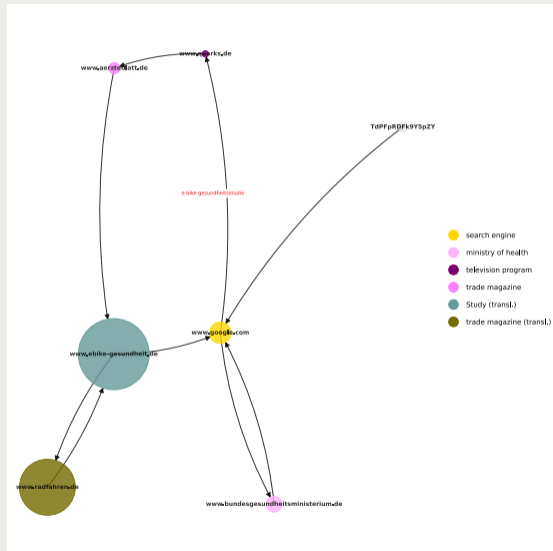 www.quarks.de
www.aerzteblatt.de
TdPFpRDFk9Y5pZY
e bike gesundheitsstudie
search engine
ministry of health
television program
trade magazine
Study (transl.)
trade magazine (transl.)
www.google.com
www.ebike-gesundheit.de
www.radfahren.de
www.bundesgesundheitsministerium.de